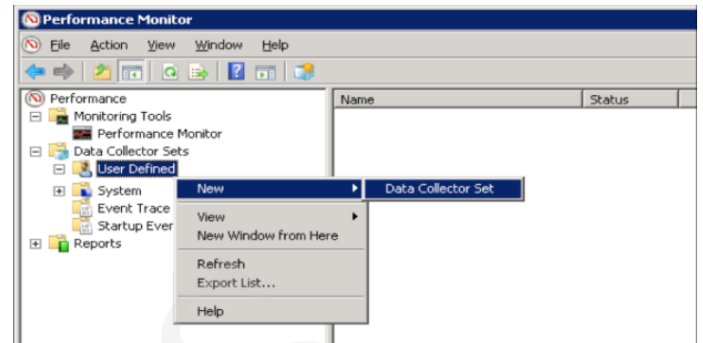 Performance Monitor
File Action View Window Help
Performance
Monitoring Tools
Performance Monitor
Data Collector Sets
User Defined
System
Event Trace
Startup Ever
Reports
Name Status
New Data Collector Set
View
New Window from Here
Refresh
Export List...
Help